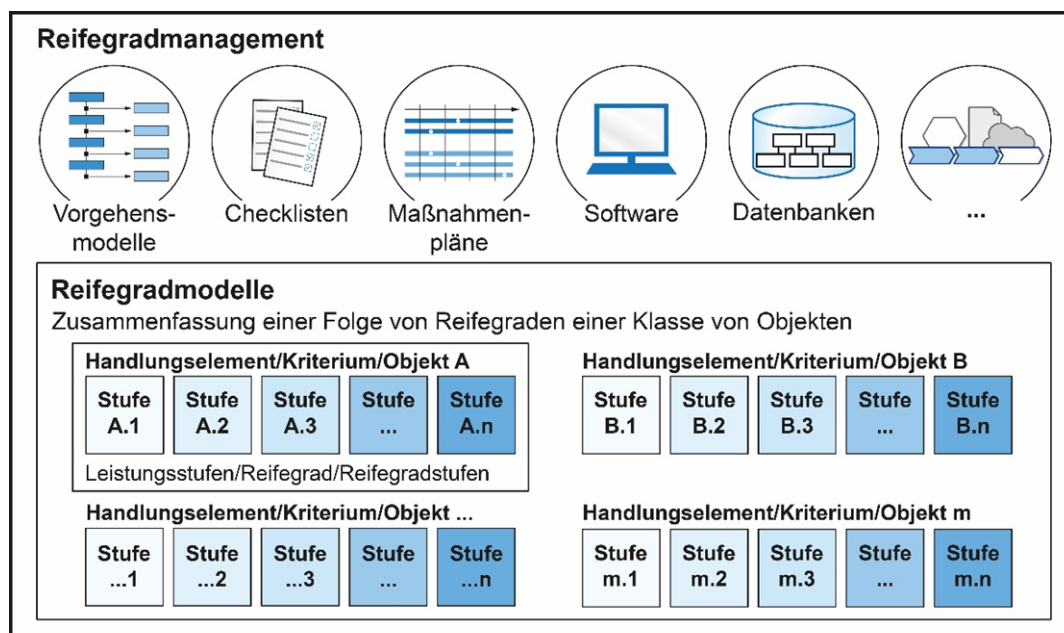 Reifegradmanagement
Vorgehens-
modelle
Checklisten
Maßnahmen-
pläne
Software
Datenbanken
...
Reifegradmodelle
Zusammenfassung einer Folge von Reifegraden einer Klasse von Objekten
Handlungselement/Kriterium/Objekt A
Stufe
A.1
Stufe
A.2
Stufe
A.3
Stufe
...
Stufe
A.n
Leistungsstufen/Reifegrad/Reifegradstufen
Handlungselement/Kriterium/Objekt B
Stufe
B.1
Stufe
B.2
Stufe
B.3
Stufe
...
Stufe
B.n
Handlungselement/Kriterium/Objekt ...
Stufe
...1
Stufe
...2
Stufe
...3
Stufe
...
Stufe
...n
Handlungselement/Kriterium/Objekt m
Stufe
m.1
Stufe
m.2
Stufe
m.3
Stufe
...
Stufe
m.n